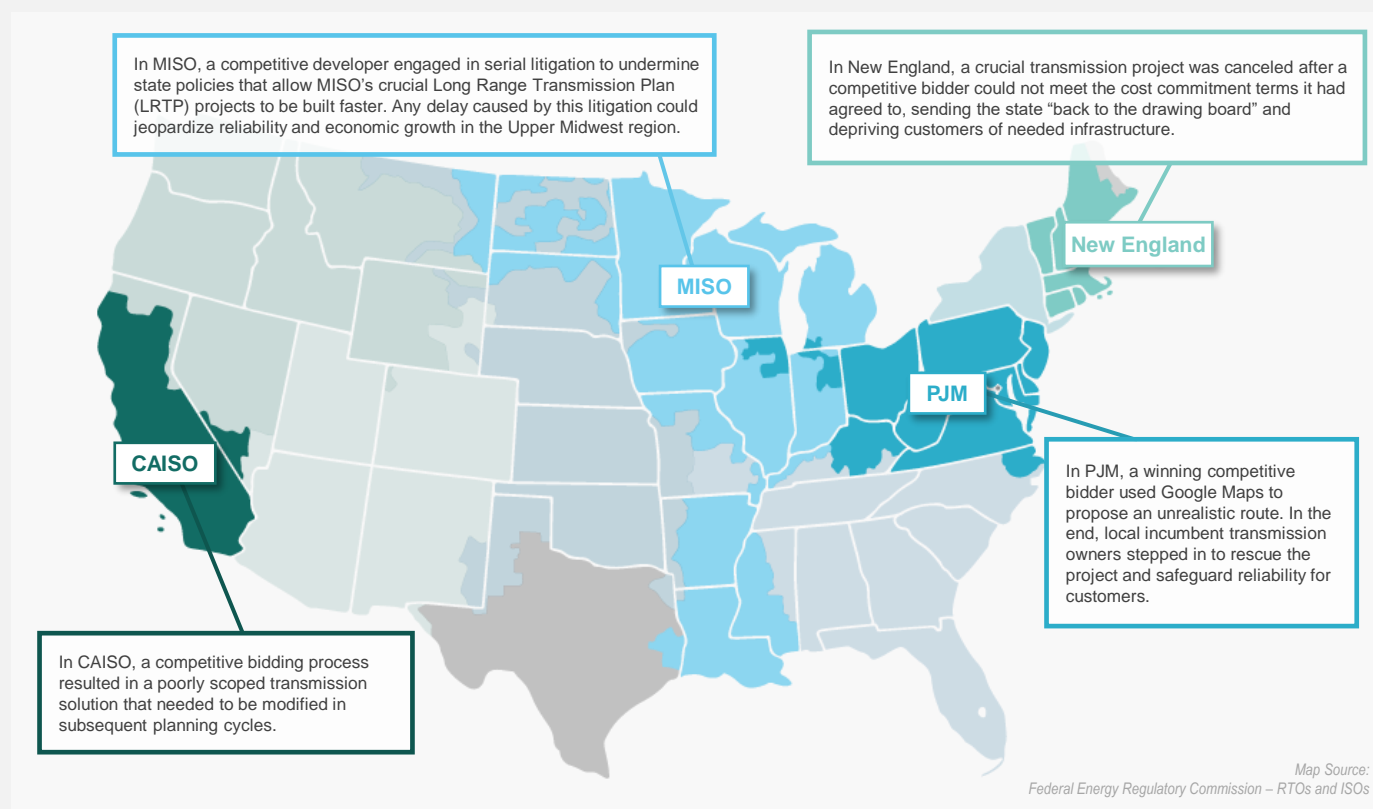 In MISO, a competitive developer engaged in serial litigation to undermine
state policies that allow MISO’s crucial Long Range Transmission Plan
(LRTP) projects to be built faster. Any delay caused by this litigation could
jeopardize reliability and economic growth in the Upper Midwest region.
In New England, a crucial transmission project was canceled after a
competitive bidder could not meet the cost commitment terms it had
agreed to, sending the state “back to the drawing board” and
depriving customers of needed infrastructure.
New England
MISO
PJM
CAISO
In PJM, a winning competitive
bidder used Google Maps to
propose an unrealistic route. In the
end, local incumbent transmission
owners stepped in to rescue the
project and safeguard reliability for
customers.
In CAISO, a competitive bidding process
resulted in a poorly scoped transmission
solution that needed to be modified in
subsequent planning cycles.
Map Source:
Federal Energy Regulatory Commission – RTOs and ISOs